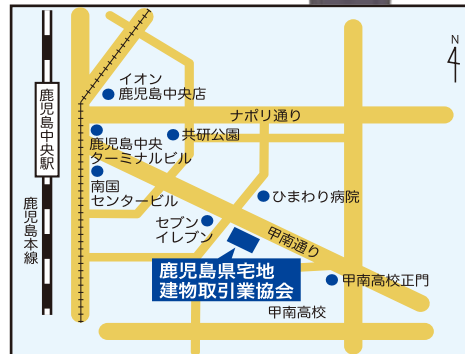 N
イオン
鹿児島中央店
ナポリ通り
鹿児島中央駅
鹿児島中央
ターミナルビル
共研公園
南国
センタービル
ひまわり病院
鹿児島本線
セブン
イレブン
甲南通り
鹿児島県宅地
建物取引業協会
甲南高校正門
甲南高校